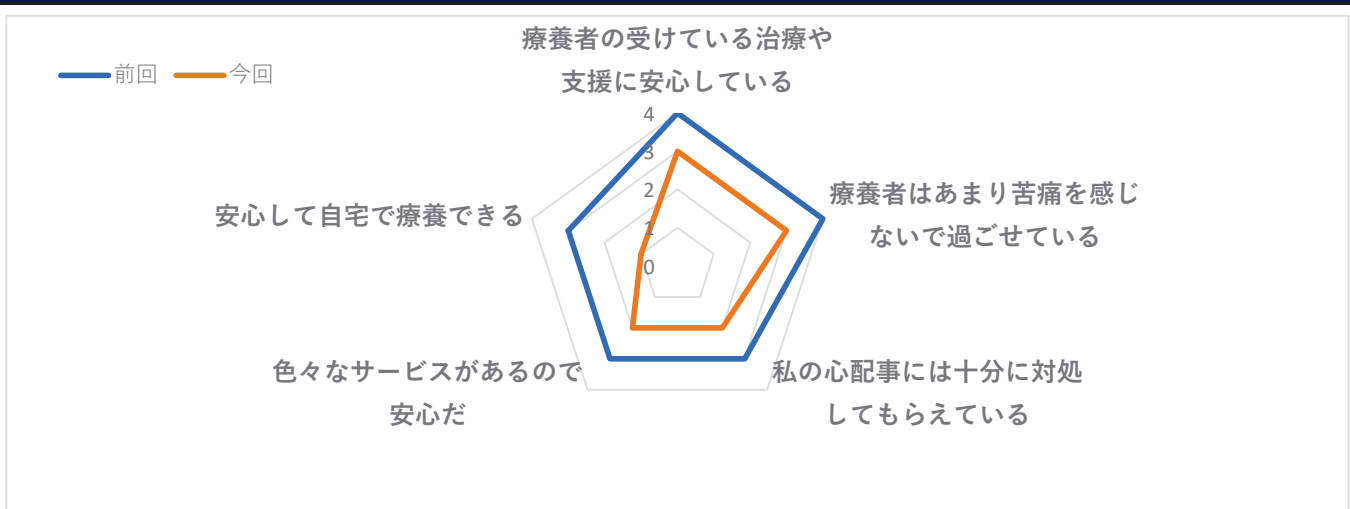 療養者の受けている治療や
支援に安心している
前回 今回
4
3
2
1
0
療養者はあまり苦痛を感じ
ないで過ごせている
安心して自宅で療養できる
私の心配事には十分に対処
してもらえている
色々なサービスがあるので
安心だ